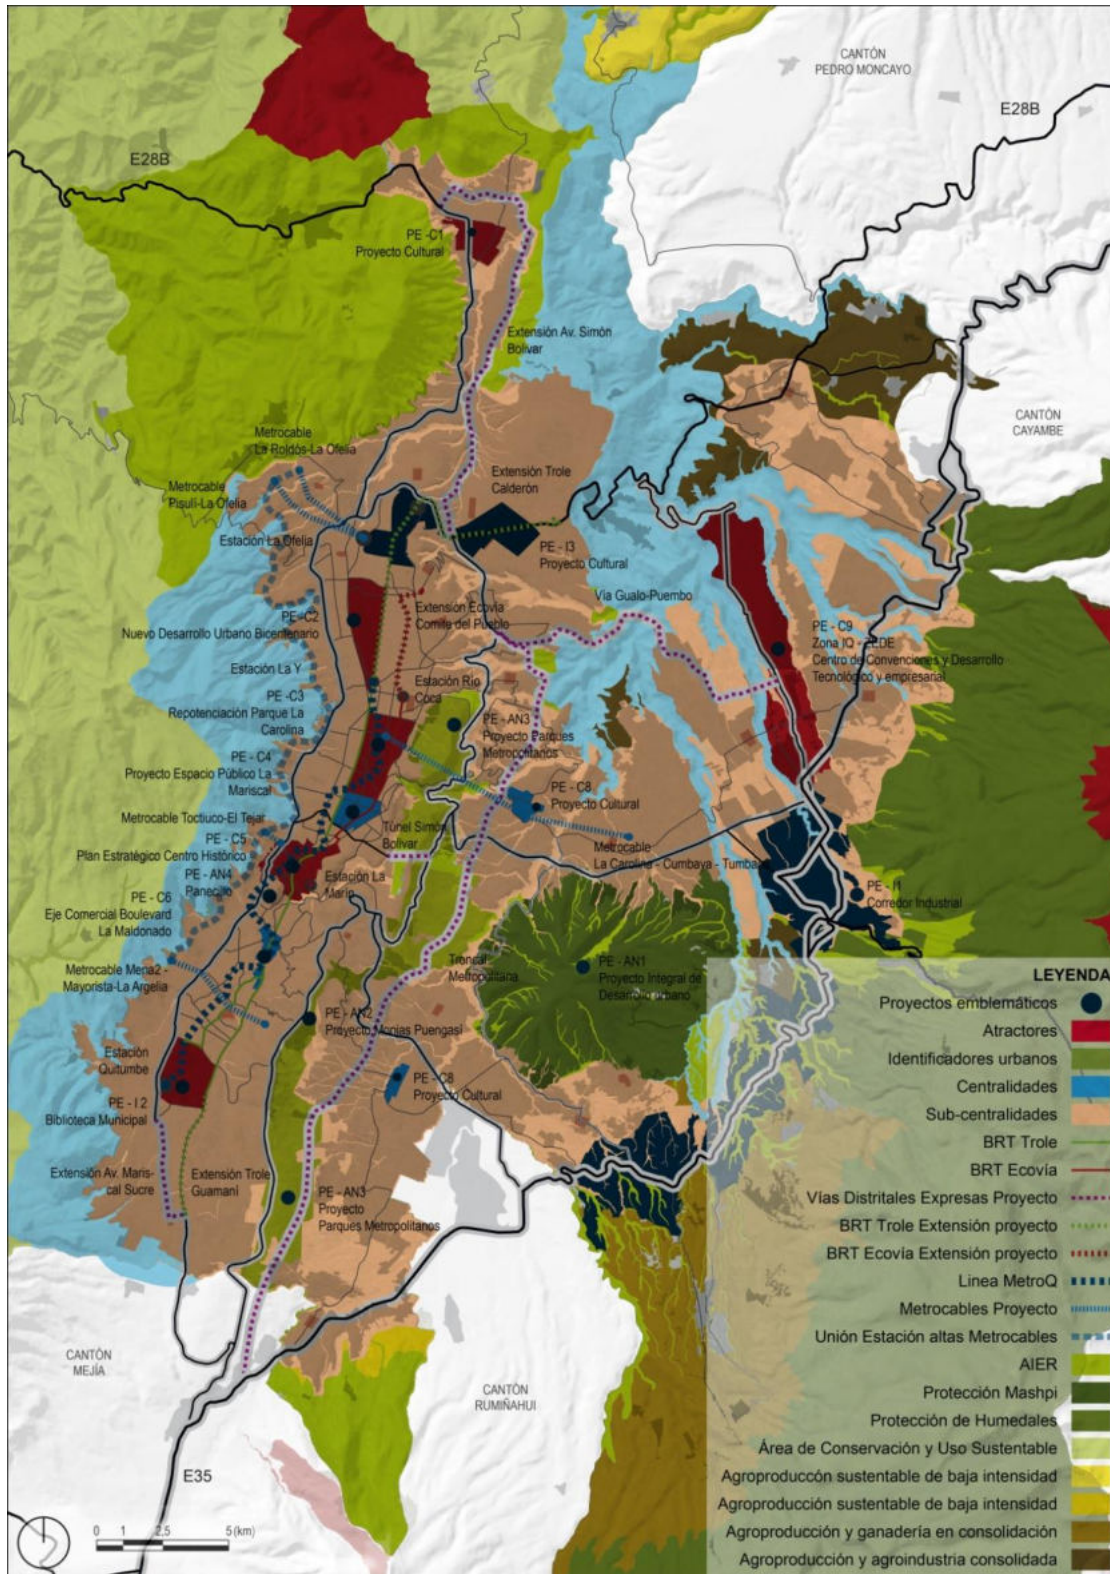 CANTÓN
PEDRO MONCAYO
E28B
E28B
PE -C1
Proyecto Cultural
Extensión Av. Simón
Bolívar
CANTÓN
CAYAMBE
Metrocable
La Roldós-La Ofelia
Metrocable
Pisulí-La Ofelia
Extensión Trole
Calderón
Estación La Ofelia
PE - I3
Proyecto Cultural
Vía Gualo-Puembo
PE - C2
Nuevo Desarrollo Urbano Bicentenario
Extensión Ecovía
Comite del Pueblo
PE - C9
Zona IQ - ZEDE
Centro de Convenciones y Desarrollo
Tecnológico y empresarial
Estación La Y
Estación Río
Coca
PE -C3
Repotenciación Parque La
Carolina
PE - AN3
Proyecto Parques
Metropolitanos
PE - C4
Proyecto Espacio Público La
Mariscal
PE - C8
Proyecto Cultural
Metrocable Toctiuco-El Tejar
Túnel Simón
Bolívar
PE - C5
Plan Estratégico Centro Histórico
Metrocable
La Carolina - Cumbaya - Tumba
PE - AN4
Panecillo
Estación La
Marín
PE - I1
Corredor Industrial
PE - C6
Eje Comercial Boulevard
La Maldonado
Metrocable Mena2 -
Mayorista-La Argelia
Troncal
Metropolitana
PE - AN1
Proyecto Integral de
Desarrollo urbano
PE - AN2
Proyecto Monjas Puengasí
Estación
Quitumbe
PE - C8
Proyecto Cultural
PE - I 2
Biblioteca Municipal
Extensión Av. Maris-
cal Sucre
Extensión Trole
Guamaní
PE - AN3
Proyecto
Parques Metropolitanos
CANTÓN
MEJÍA
CANTÓN
RUMIÑAHUI
E35
0 1 2,5 5 (km)
LEYENDA
Proyectos emblemáticos
Atractores
Identificadores urbanos
Centralidades
Sub-centralidades
BRT Trole
BRT Ecovía
Vías Distritales Expresas Proyecto
BRT Trole Extensión proyecto
BRT Ecovía Extensión proyecto
Linea MetroQ
Metrocables Proyecto
Unión Estación altas Metrocables
AIER
Protección Mashpi
Protección de Humedales
Área de Conservación y Uso Sustentable
Agroproduccón sustentable de baja intensidad
Agroproducción sustentable de baja intensidad
Agroproducción y ganadería en consolidación
Agroproducción y agroindustria consolidada